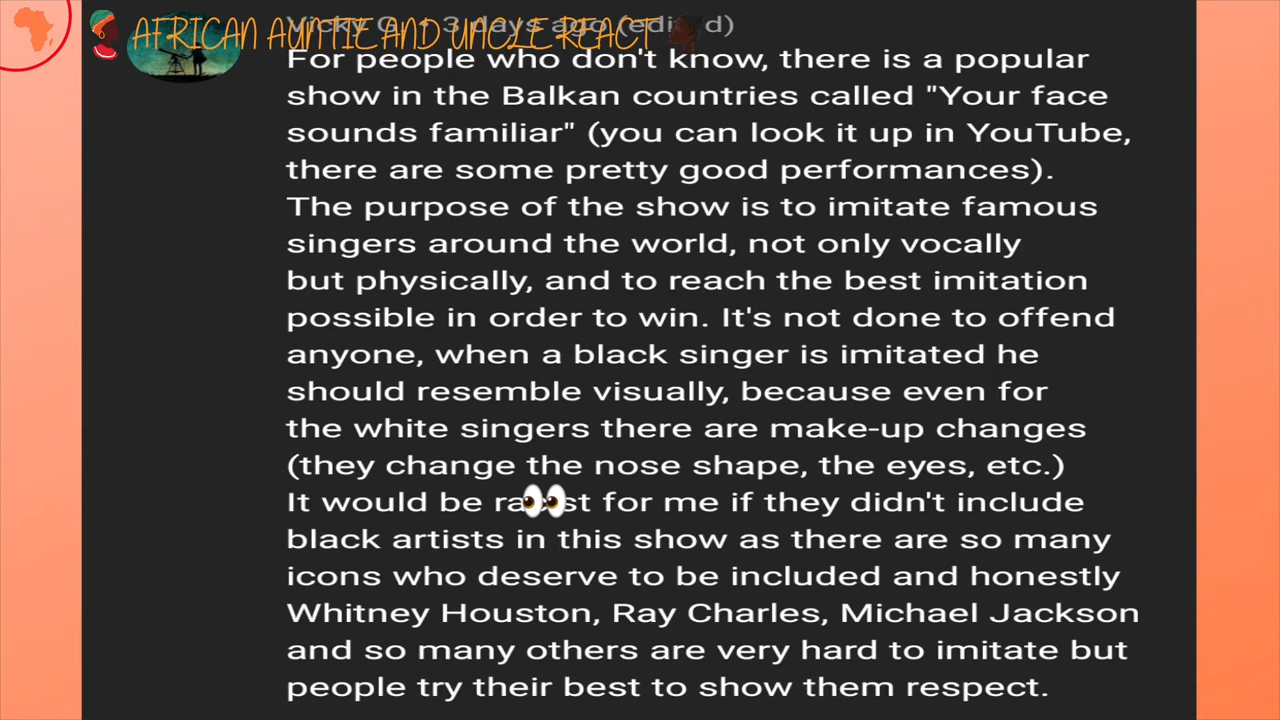 AFRICAN AUNTIE AND UNCLE REACT
Vicky G. • 3 days ago (edited)
For people who don't know, there is a popular
show in the Balkan countries called "Your face
sounds familiar" (you can look it up in YouTube,
there are some pretty good performances).
The purpose of the show is to imitate famous
singers around the world, not only vocally
but physically, and to reach the best imitation
possible in order to win. It's not done to offend
anyone, when a black singer is imitated he
should resemble visually, because even for
the white singers there are make-up changes
(they change the nose shape, the eyes, etc.)
It would be racist for me if they didn't include
black artists in this show as there are so many
icons who deserve to be included and honestly
Whitney Houston, Ray Charles, Michael Jackson
and so many others are very hard to imitate but
people try their best to show them respect.